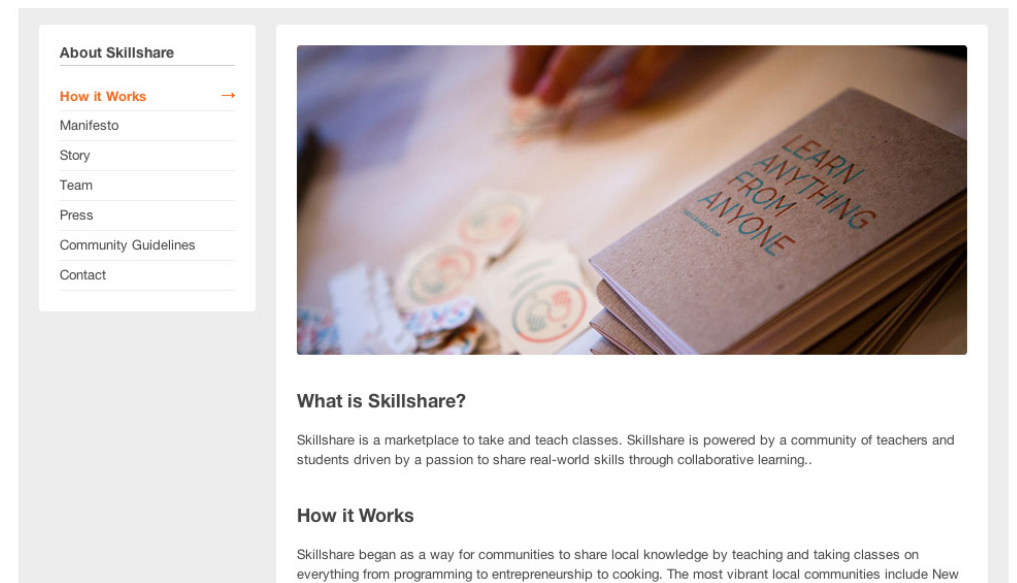 About Skillshare
How it Works →
Manifesto
Story
Team
Press
Community Guidelines
Contact
LEARN
ANYTHING
FROM
ANYONE
What is Skillshare?
Skillshare is a marketplace to take and teach classes. Skillshare is powered by a community of teachers and
students driven by a passion to share real-world skills through collaborative learning..
How it Works
Skillshare began as a way for communities to share local knowledge by teaching and taking classes on
everything from programming to entrepreneurship to cooking. The most vibrant local communities include New